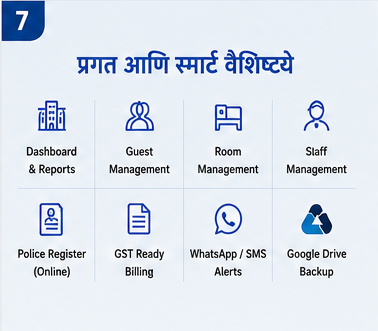 7
प्रगत आणि स्मार्ट वैशिष्टये
Dashboard
& Reports
Guest
Management
Room
Management
Staff
Management
Police Register
(Online)
GST Ready
Billing
WhatsApp / SMS
Alerts
Google Drive
Backup